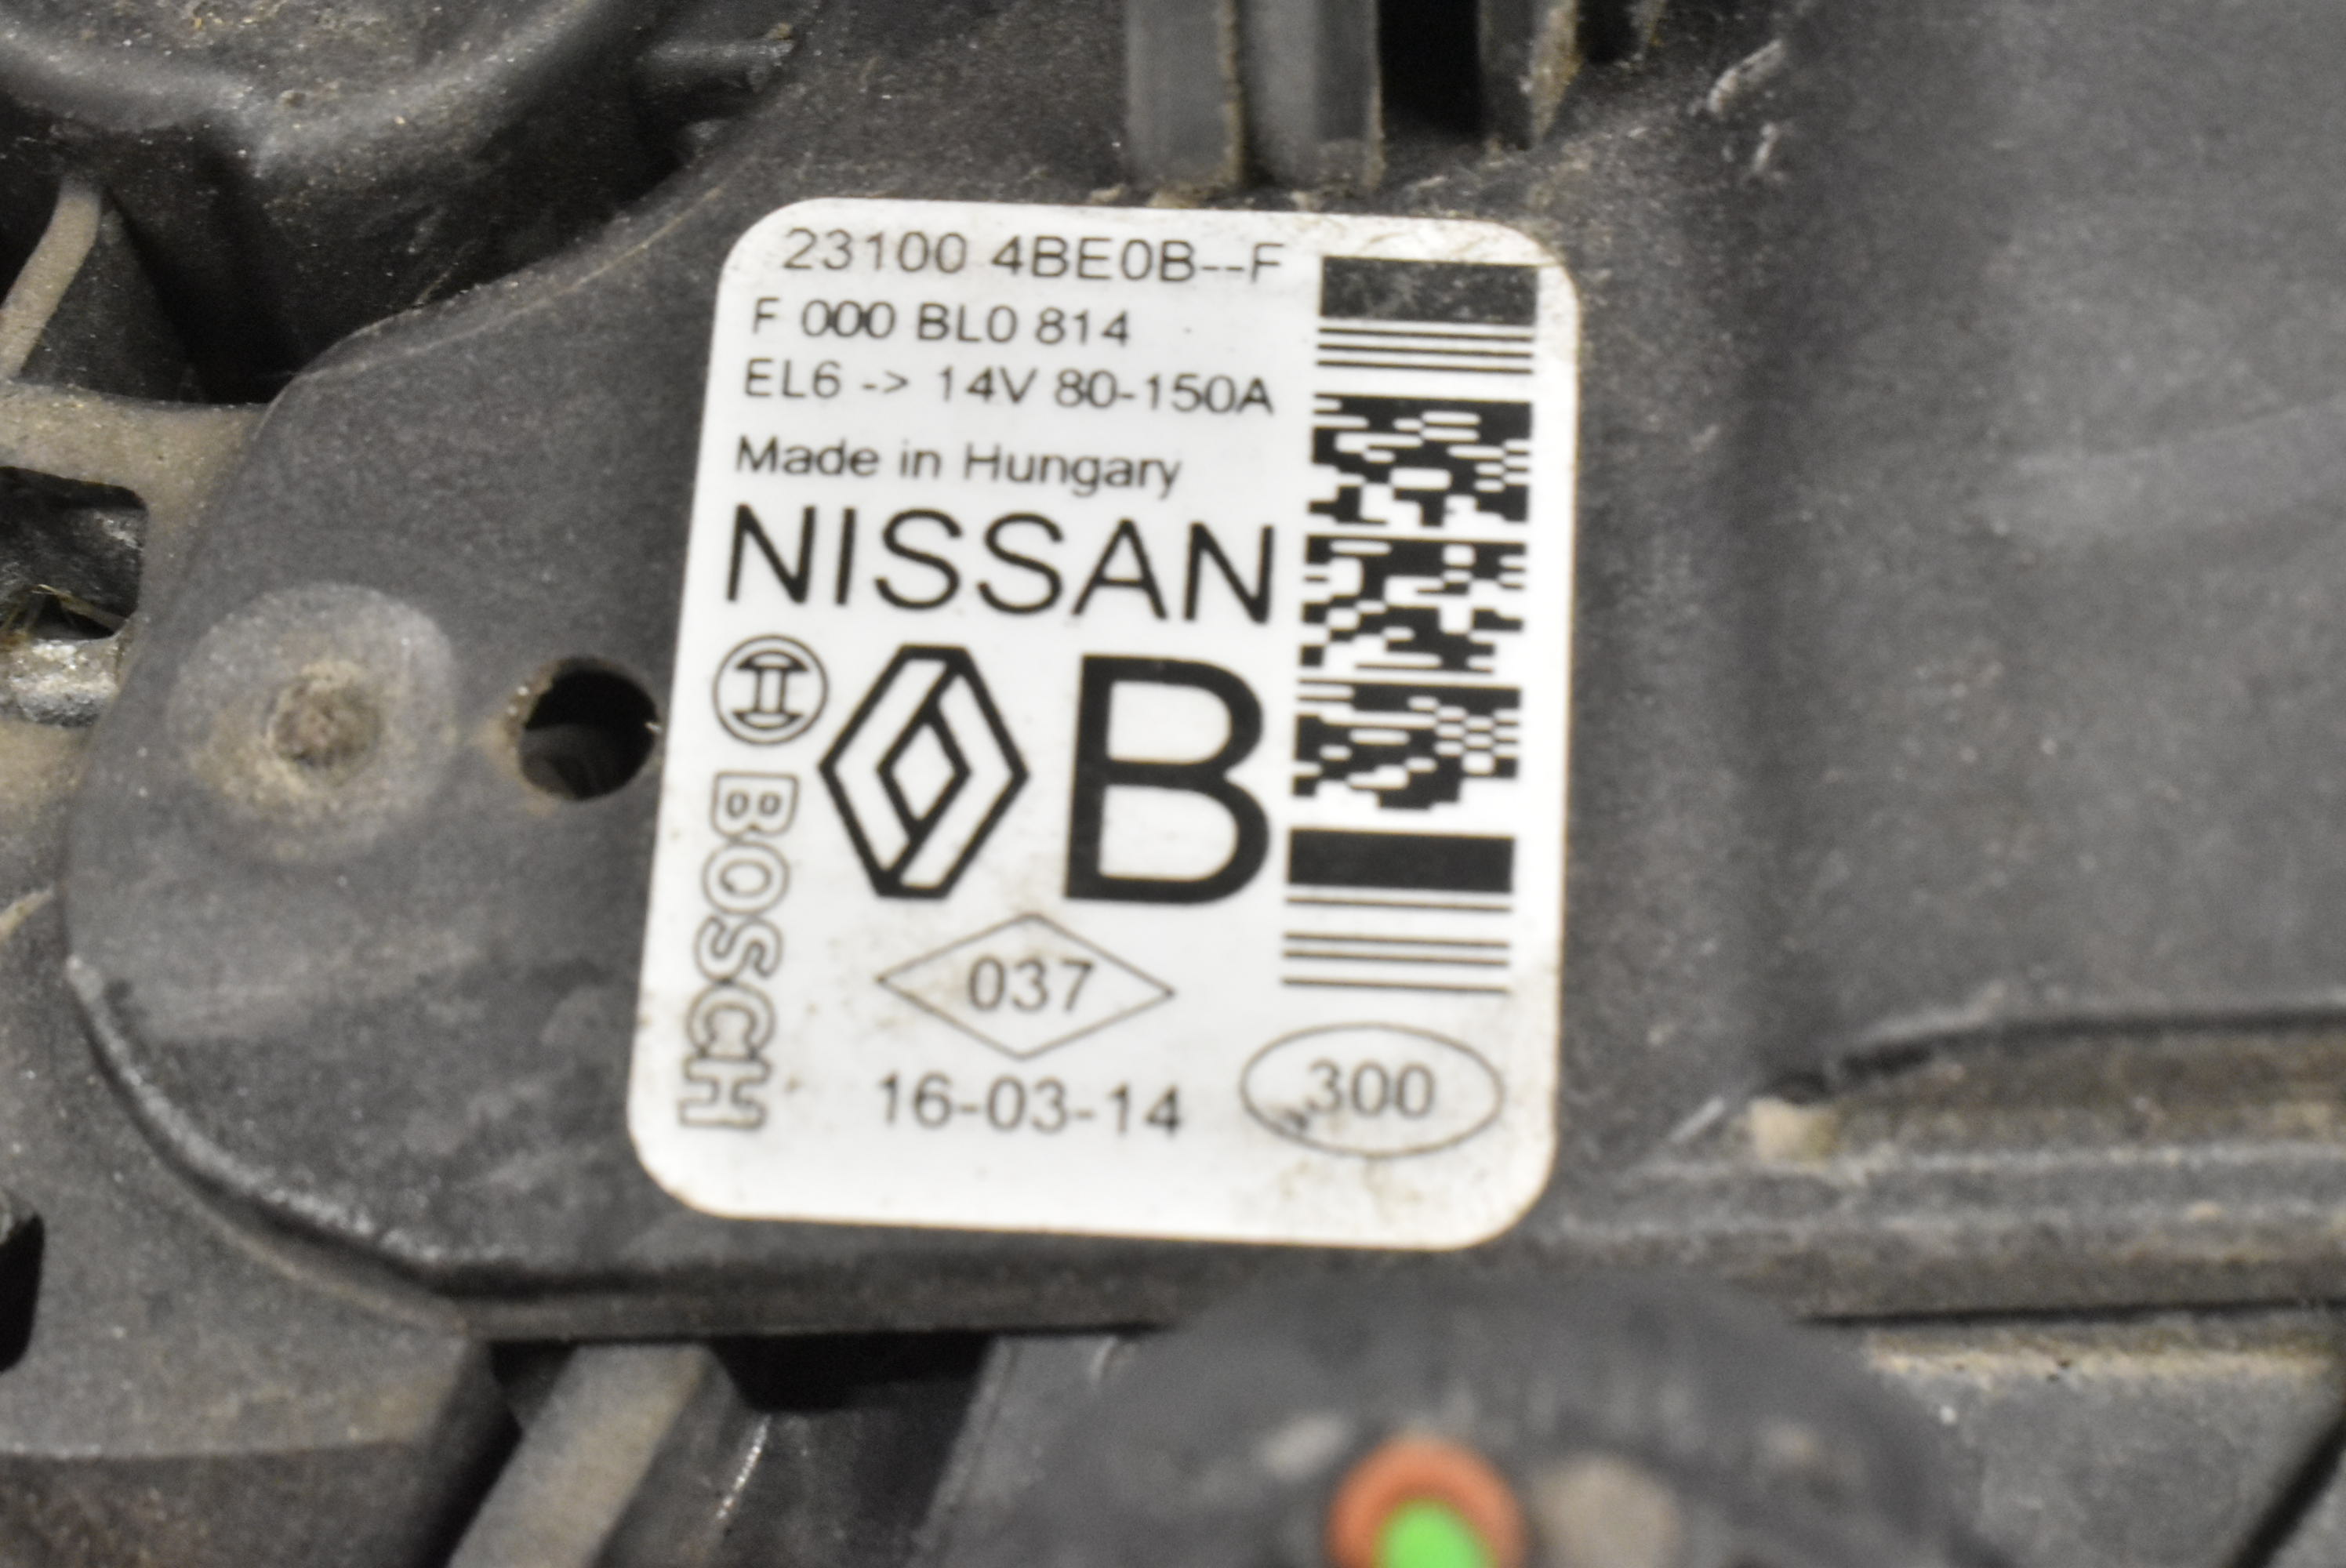 23100 4BE0B--F
F 000 BL0 814
EL6 -> 14V 80-150A
Made in Hungary
NISSAN
B
BOSCH
037
16-03-14
300